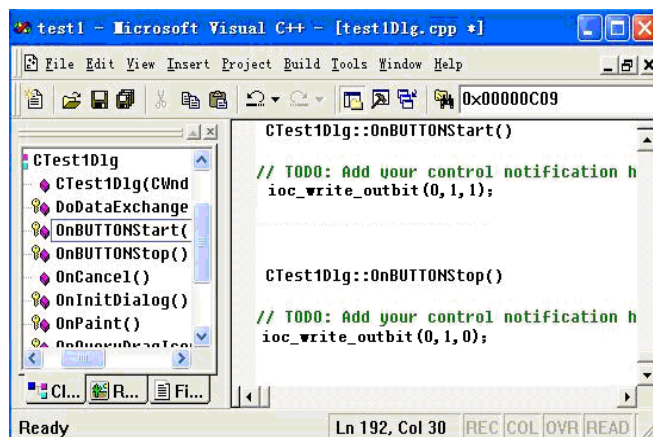 test1 - Microsoft Visual C++ - [test1Dlg.cpp *]
File Edit View Insert Project Build Tools Window Help
0x00000C09
CTest1Dlg
CTest1Dlg(CWnd
DoDataExchange
OnBUTTONStart(
OnBUTTONStop()
OnCancel()
OnInitDialog()
OnPaint()
OnQueryDragIco
Cl... R... Fi...
CTest1Dlg::OnBUTTONStart()
// TODO: Add your control notification h
ioc_write_outbit(0,1,1);
CTest1Dlg::OnBUTTONStop()
// TODO: Add your control notification h
ioc_write_outbit(0,1,0);
Ready
Ln 192, Col 30 REC COL OVR READ